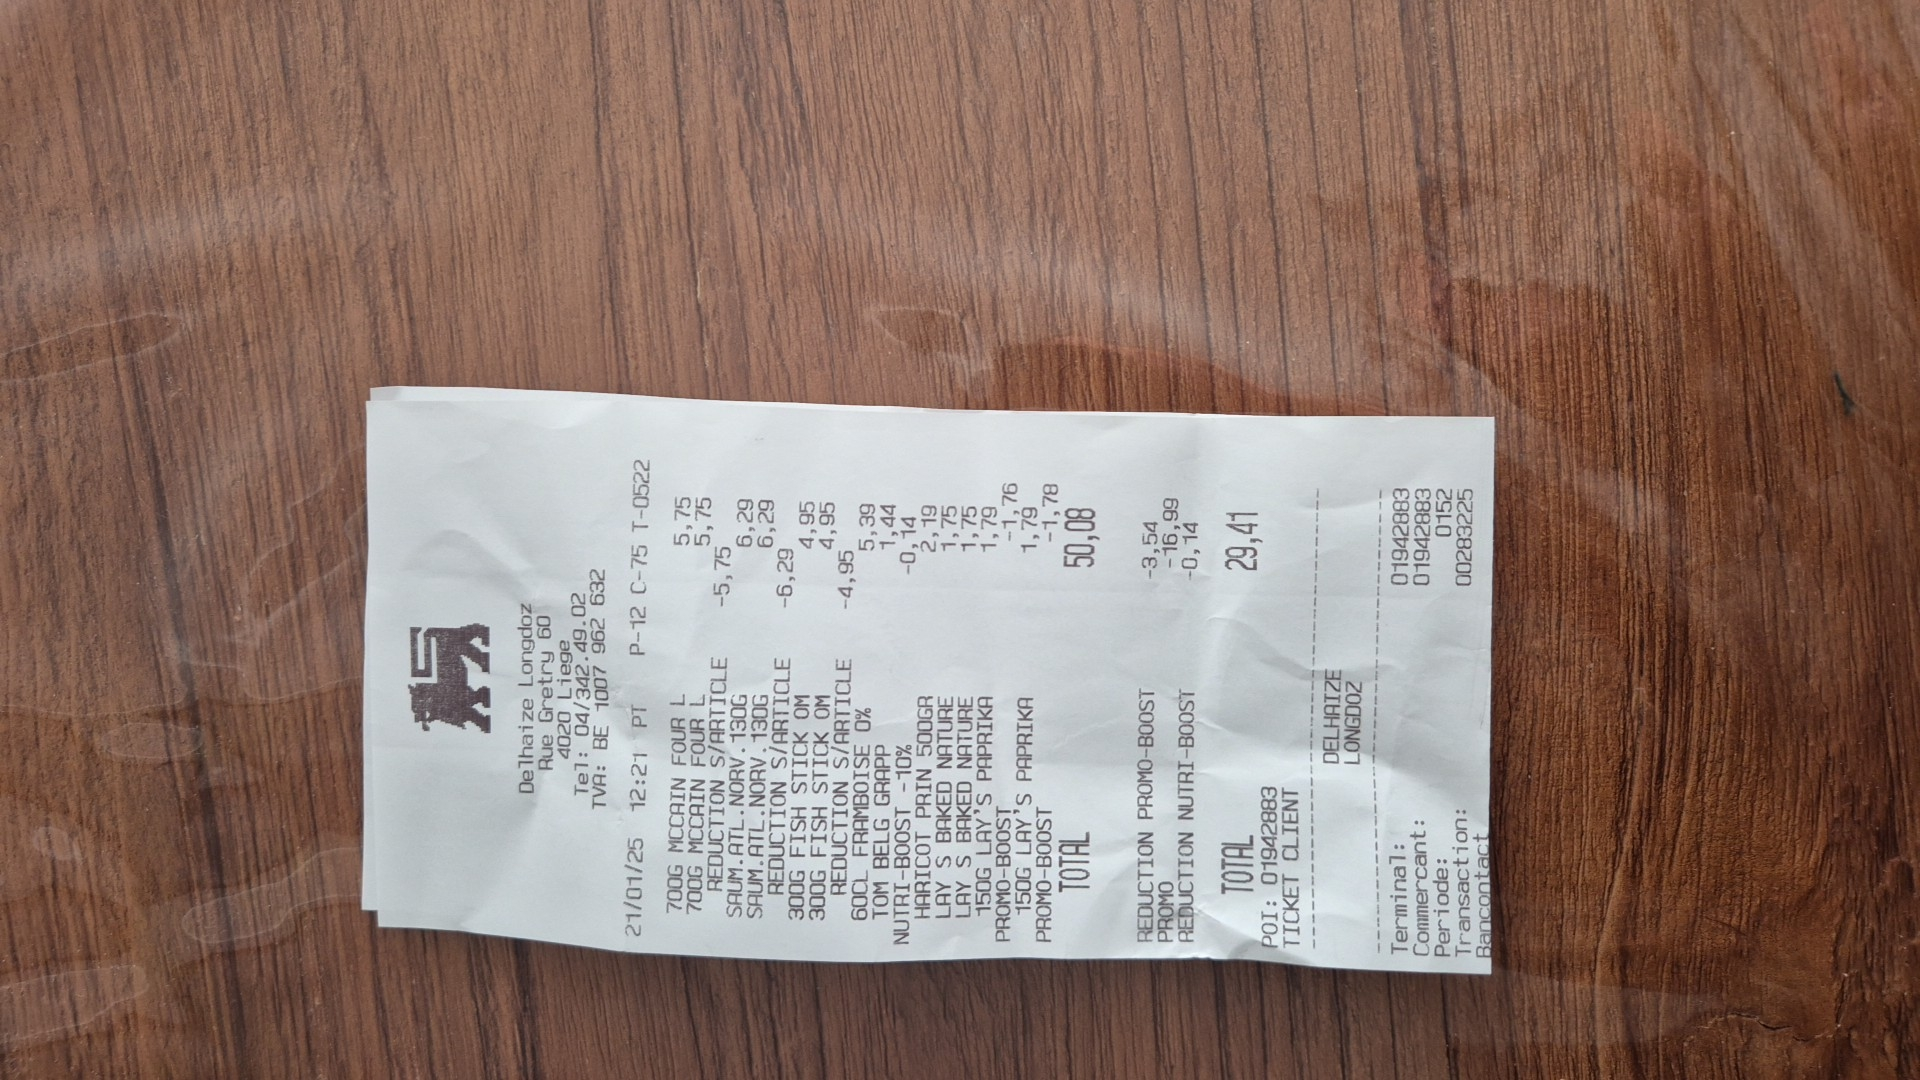 Delhaize Longdoz
Rue Gretry 60
4020 Liege
Tel: 04/342.49.02
TVA: BE 1007 962 632
21/01/25 12:21 PT P-12 C-75 T-0522
700G MCCAIN FOUR L 5,75
700G MCCAIN FOUR L 5,75
REDUCTION S/ARTICLE -5,75
SAUM.ATL.NORV.130G 6,29
SAUM.ATL.NORV.130G 6,29
REDUCTION S/ARTICLE -6,29
300G FISH STICK OM 4,95
300G FISH STICK OM 4,95
REDUCTION S/ARTICLE -4,95
60CL FRAMBOISE 0% 5,39
TOM BELG GRAPP 1,44
NUTRI-BOOST -10% -0,14
HARICOT PRIN 500GR 2,19
LAY S BAKED NATURE 1,75
LAY S BAKED NATURE 1,75
150G LAY'S PAPRIKA 1,79
PROMO-BOOST -1,76
150G LAY'S PAPRIKA 1,79
PROMO-BOOST -1,78
TOTAL 50,08
REDUCTION PROMO-BOOST -3,54
PROMO -16,99
REDUCTION NUTRI-BOOST -0,14
TOTAL 29,41
POI: 01942883
TICKET CLIENT
DELHAIZE
LONGDOZ
Terminal: 01942883
Commercant: 01942883
Periode: 0152
Transaction: 00283225
Bancontact